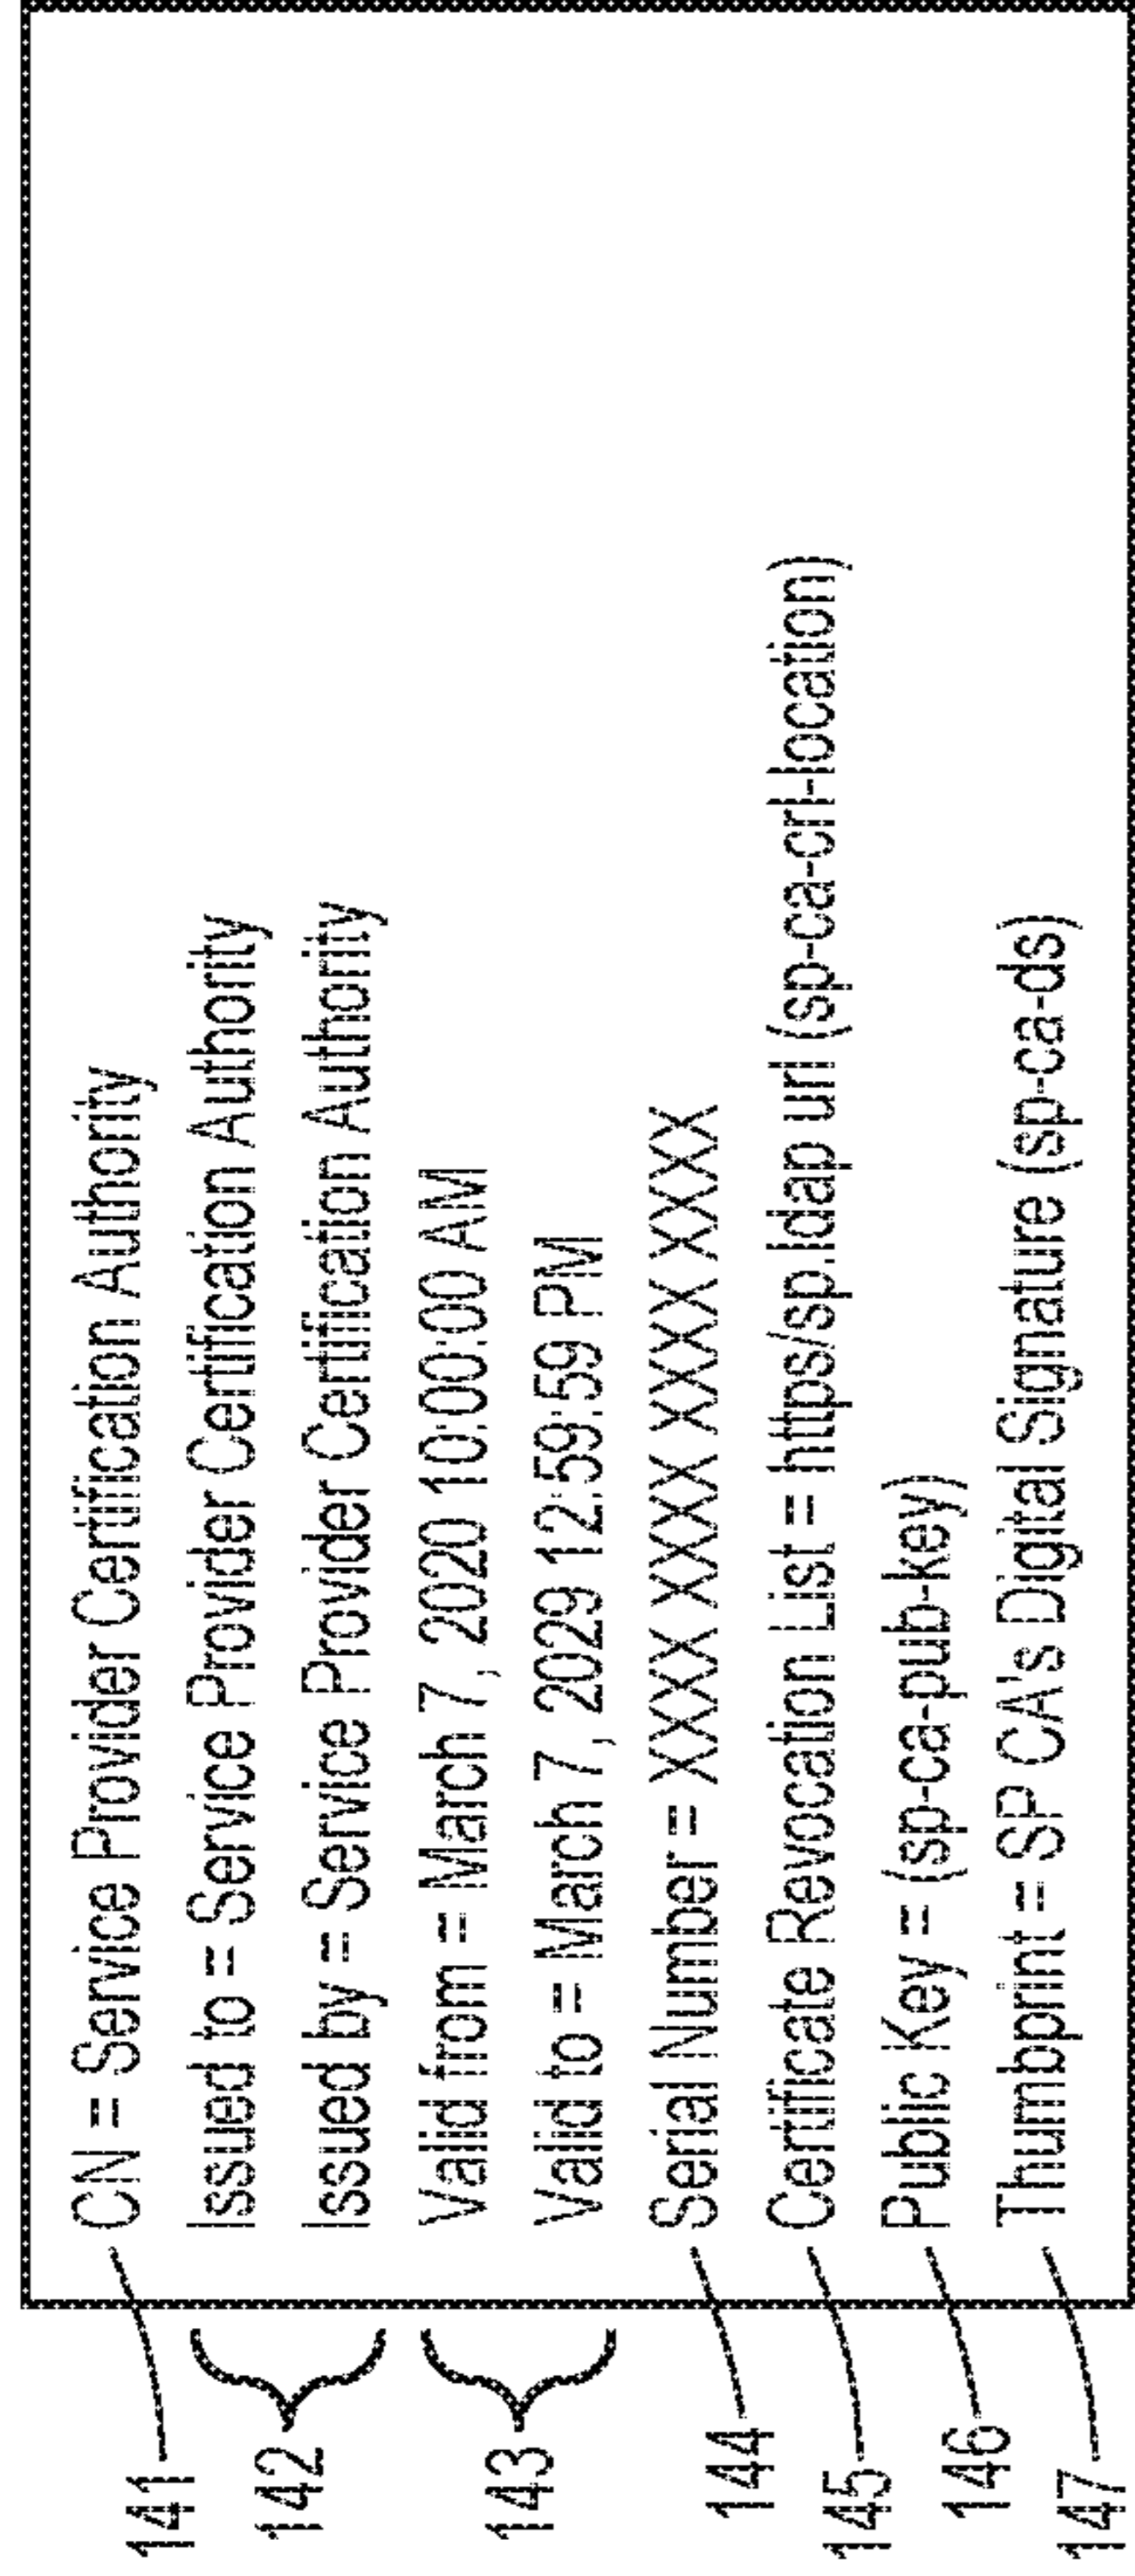 141 CN = Service Provider Certification Authority
142 Issued to = Service Provider Certification Authority
Issued by = Service Provider Certification Authority
143 Valid from = March 7, 2020 10:00:00 AM
Valid to = March 7, 2029 12:59:59 PM
144 Serial Number = XXXX XXXX XXXX XXXX XXXX XXXX
145 Certificate Revocation List = https/sp.ldap url (sp-ca-crl-location)
146 Public Key = (sp-ca-pub-key)
147 Thumbprint = SP CA's Digital Signature (sp-ca-ds)